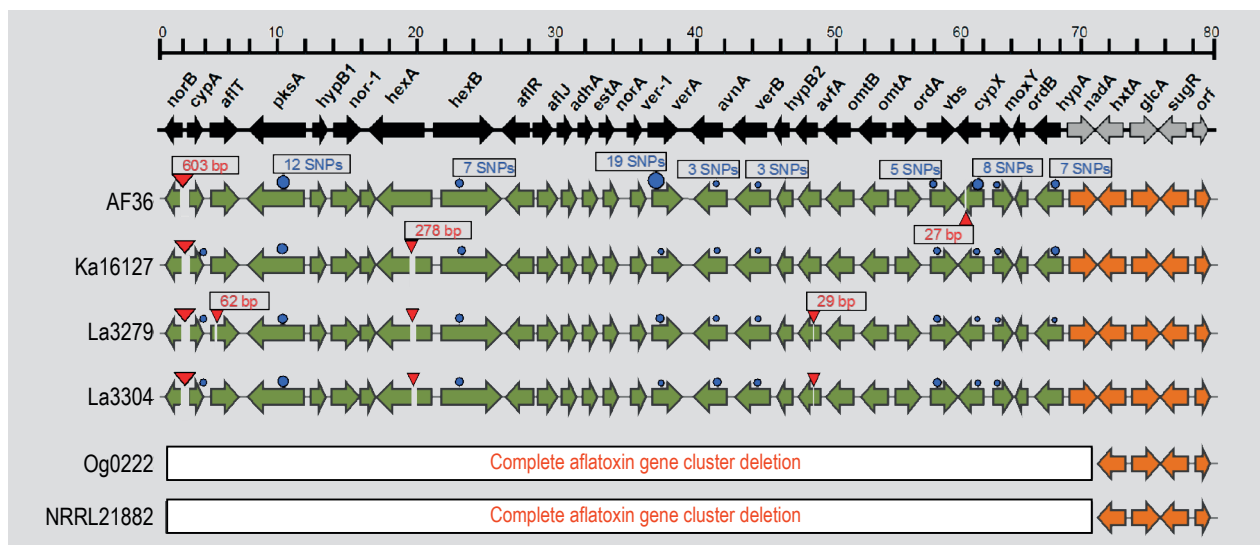 0 10 20 30 40 50 60 70 80
norB cypA aflT pksA hypB1 nor-1 hexA hexB aflR aflJ adhA estA norA ver-1 verA avnA verB hypB2 avfA omtB omtA ordA vbs cypX moxY ordB hypA nadA hxtA glcA sugR orf
603 bp 12 SNPs 7 SNPs 19 SNPs 3 SNPs 3 SNPs 5 SNPs 8 SNPs 7 SNPs
AF36
278 bp 27 bp
Ka16127
62 bp 29 bp
La3279
La3304
Og0222 Complete aflatoxin gene cluster deletion
NRRL21882 Complete aflatoxin gene cluster deletion